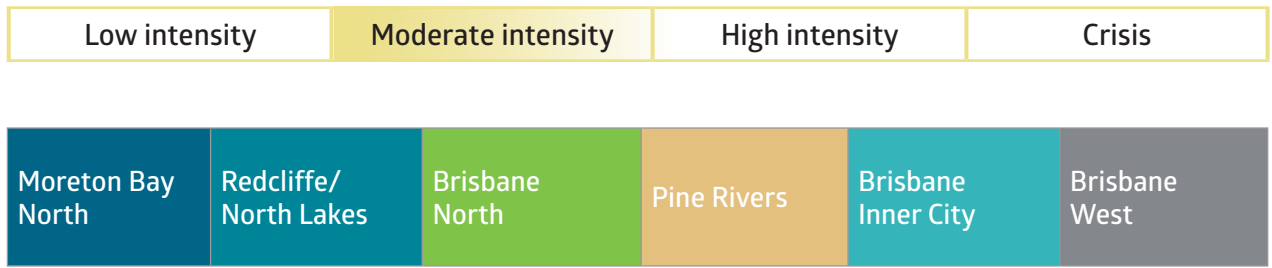 Low intensity Moderate intensity High intensity Crisis
Moreton Bay North
Redcliffe/ North Lakes
Brisbane North
Pine Rivers
Brisbane Inner City
Brisbane West